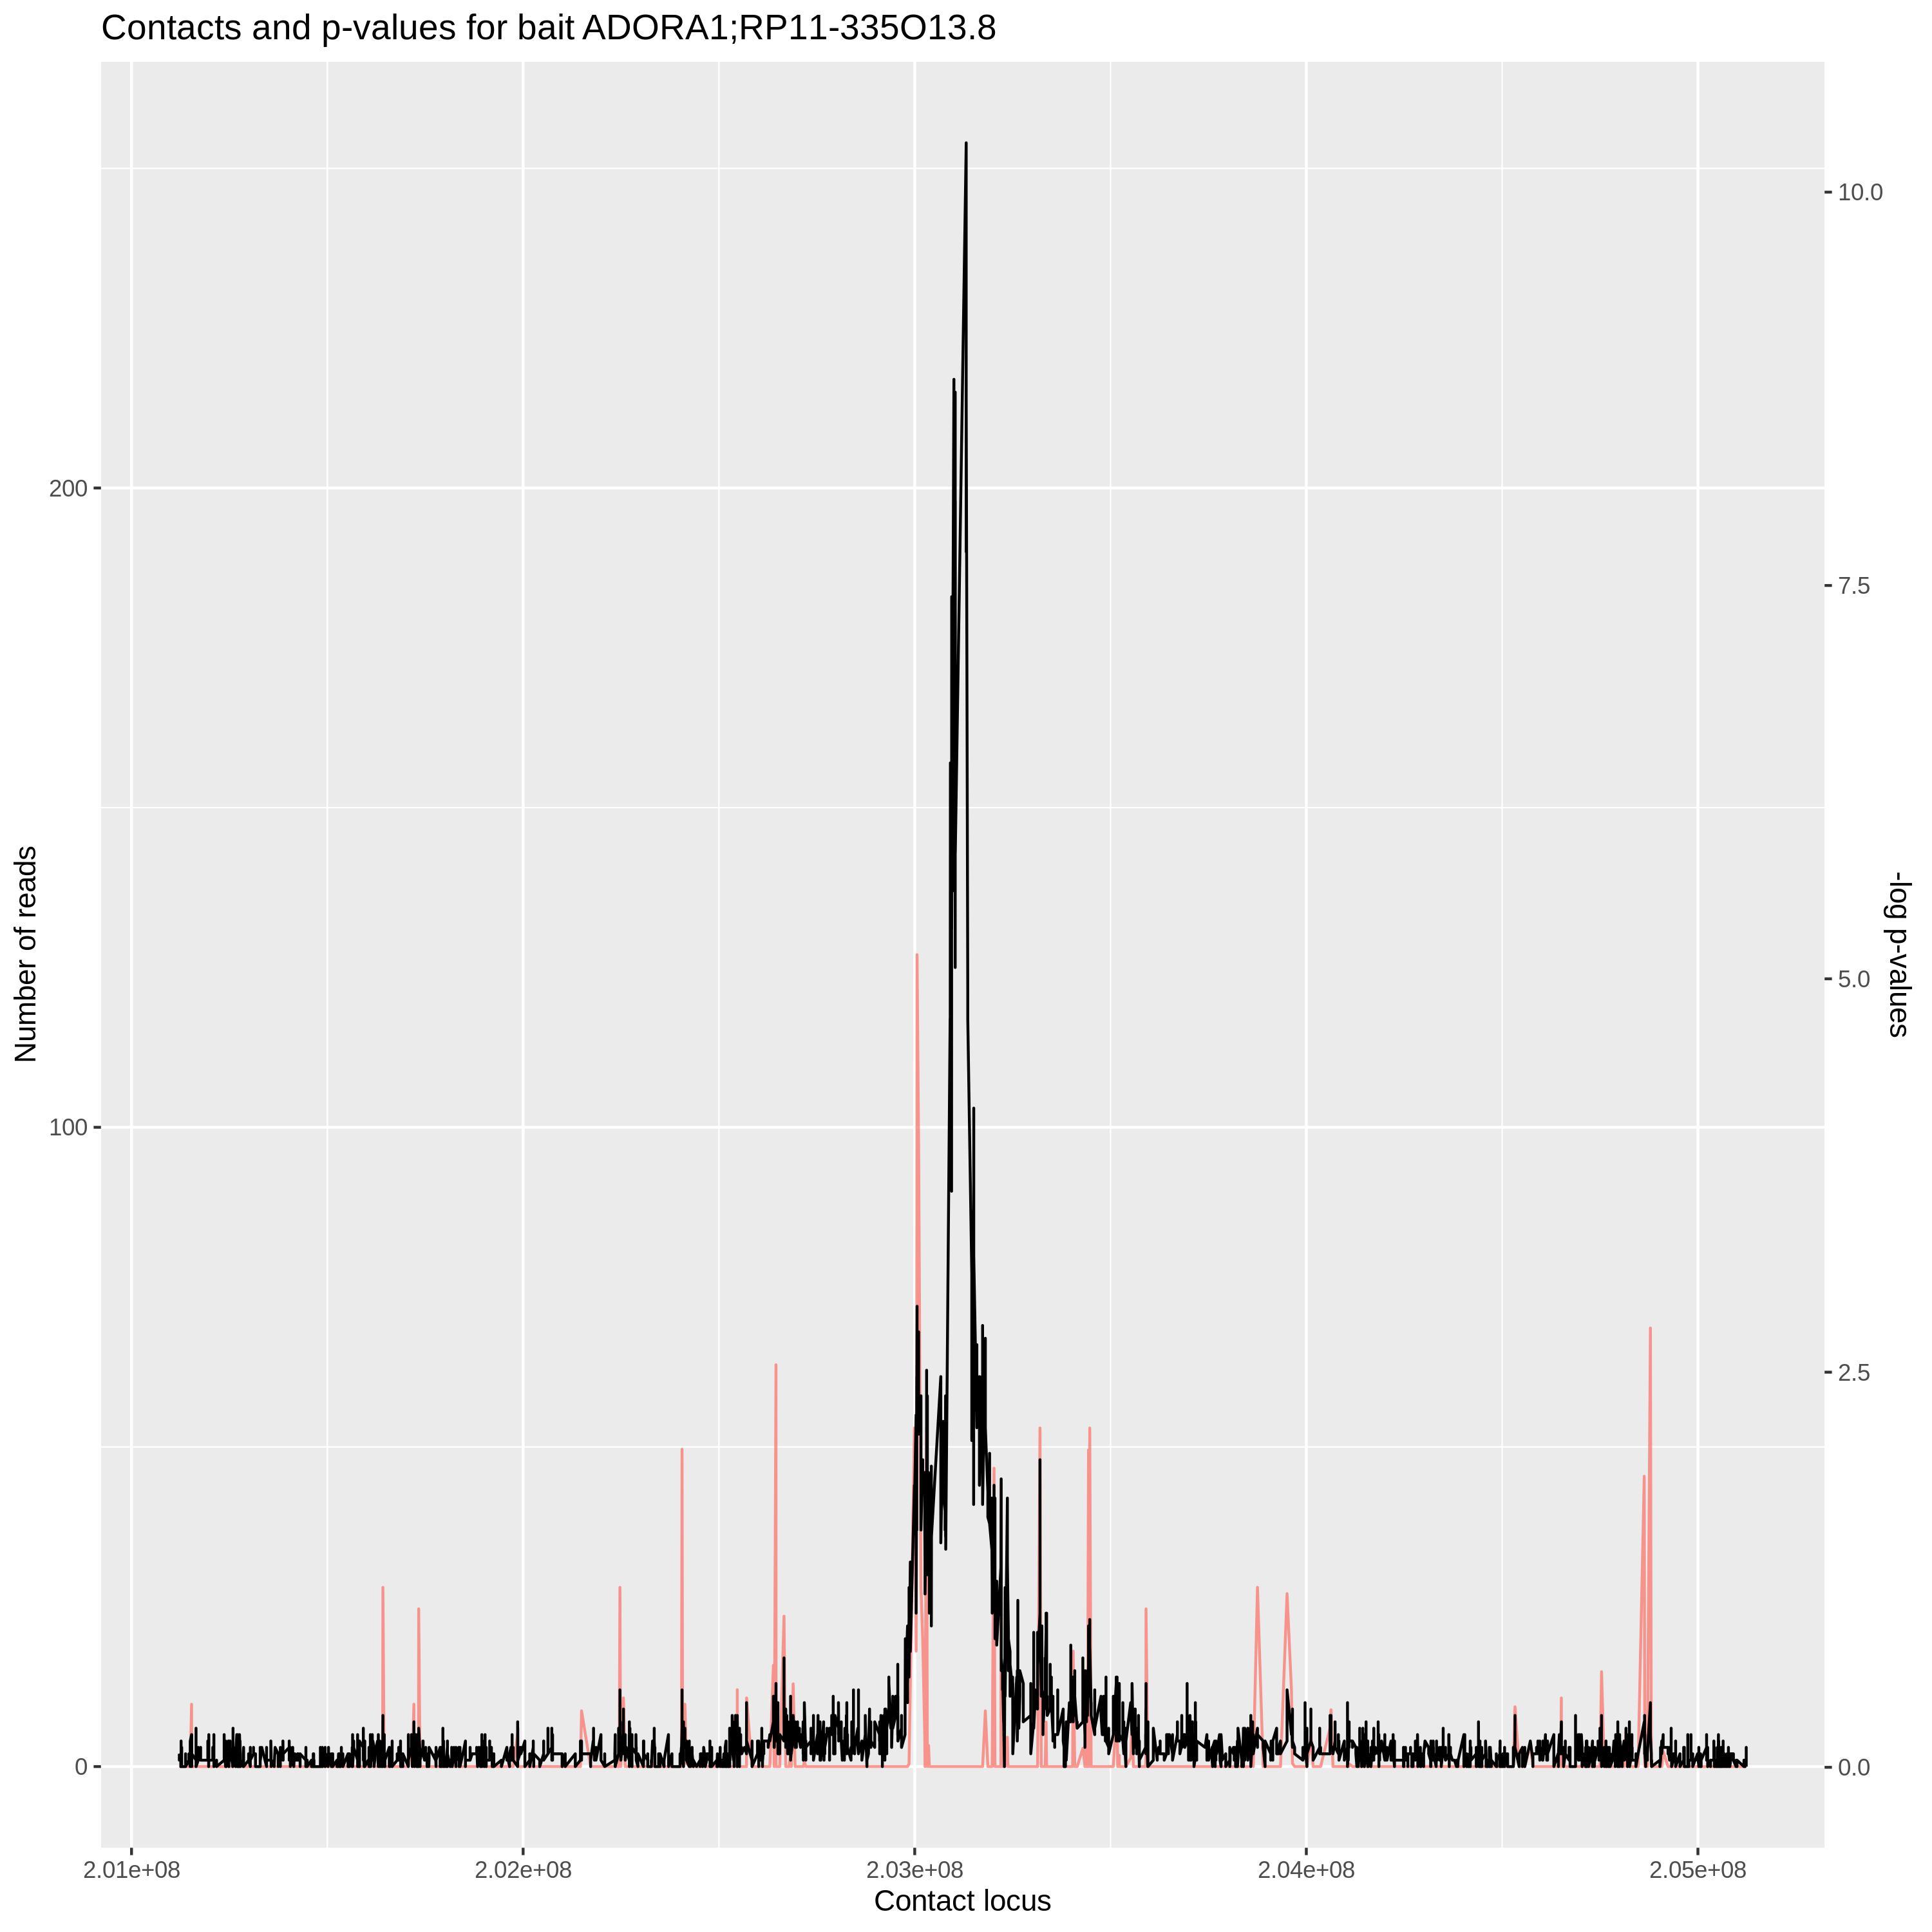 Contacts and p-values for bait ADORA1;RP11-335O13.8
200
100
0
Number of reads
10.0
7.5
5.0
2.5
0.0
-log p-values
2.01e+08 2.02e+08 2.03e+08 2.04e+08 2.05e+08
Contact locus